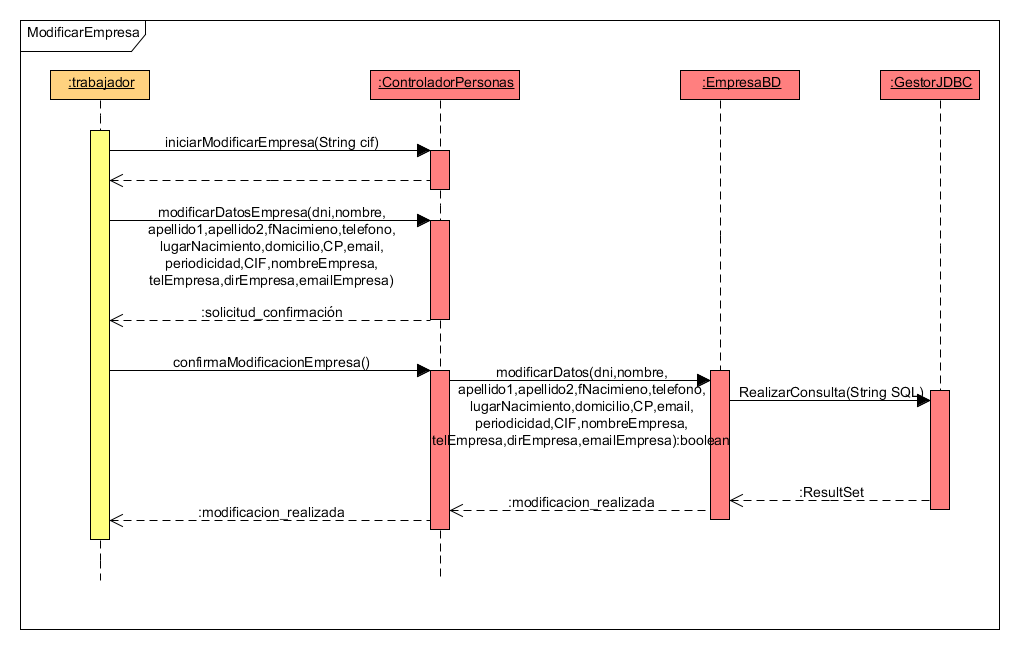 ModificarEmpresa
:trabajador
:ControladorPersonas
:EmpresaBD
:GestorJDBC
iniciarModificarEmpresa(String cif)
modificarDatosEmpresa(dni,nombre,
apellido1,apellido2,fNacimieno,telefono,
lugarNacimiento,domicilio,CP,email,
periodicidad,CIF,nombreEmpresa,
telEmpresa,dirEmpresa,emailEmpresa)
:solicitud_confirmación
confirmaModificacionEmpresa()
modificarDatos(dni,nombre,
apellido1,apellido2,fNacimieno,telefono,
lugarNacimiento,domicilio,CP,email,
periodicidad,CIF,nombreEmpresa,
telEmpresa,dirEmpresa,emailEmpresa):boolean
RealizarConsulta(String SQL)
:ResultSet
:modificacion_realizada
:modificacion_realizada